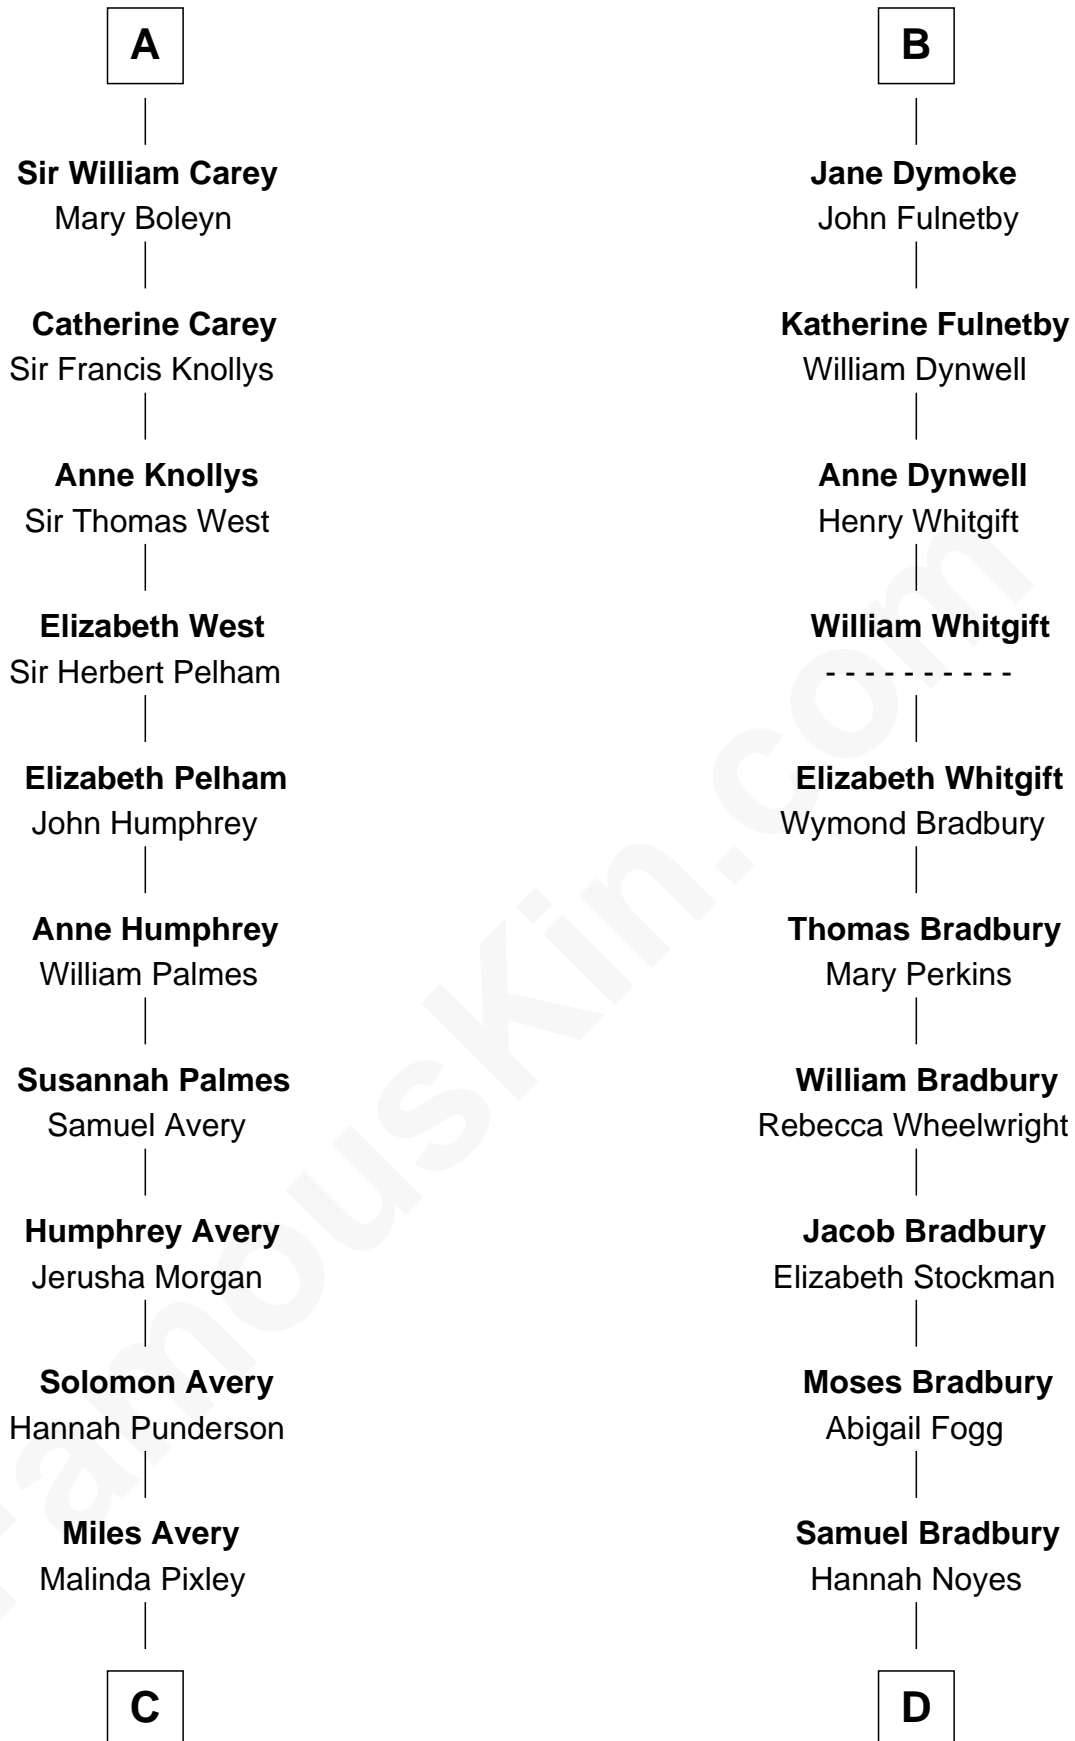 A
Sir William Carey
Mary Boleyn
Catherine Carey
Sir Francis Knollys
Anne Knollys
Sir Thomas West
Elizabeth West
Sir Herbert Pelham
Elizabeth Pelham
John Humphrey
Anne Humphrey
William Palmes
Susannah Palmes
Samuel Avery
Humphrey Avery
Jerusha Morgan
Solomon Avery
Hannah Punderson
Miles Avery
Malinda Pixley
C
B
Jane Dymoke
John Fulnetby
Katherine Fulnetby
William Dynwell
Anne Dynwell
Henry Whitgift
William Whitgift
- - - - - - - - - -
Elizabeth Whitgift
Wymond Bradbury
Thomas Bradbury
Mary Perkins
William Bradbury
Rebecca Wheelwright
Jacob Bradbury
Elizabeth Stockman
Moses Bradbury
Abigail Fogg
Samuel Bradbury
Hannah Noyes
D
FamousKin.com